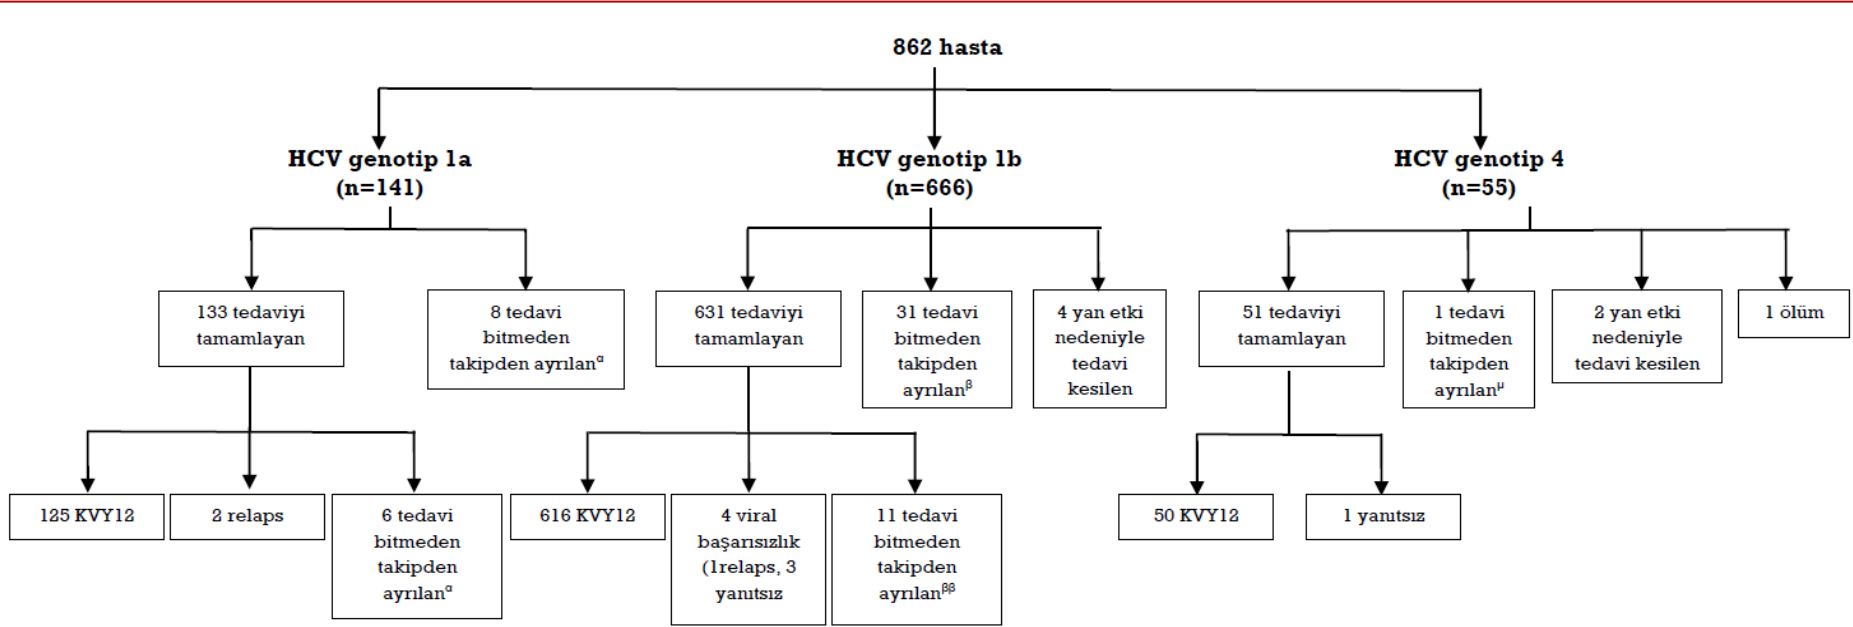 862 hasta
HCV genotip 1a
(n=141)
HCV genotip 1b
(n=666)
HCV genotip 4
(n=55)
133 tedaviyi
tamamlayan
8 tedavi
bitmeden
takipden ayrılanᵅ
631 tedaviyi
tamamlayan
31 tedavi
bitmeden
takipden
ayrılanᵝ
4 yan etki
nedeniyle
tedavi
kesilen
51 tedaviyi
tamamlayan
1 tedavi
bitmeden
takipden
ayrılanᵘ
2 yan etki
nedeniyle
tedavi kesilen
1 ölüm
125 KVY12
2 relaps
6 tedavi
bitmeden
takipden
ayrılanᵅ
616 KVY12
4 viral
başarısızlık
(1relaps, 3
yanıtsız
11 tedavi
bitmeden
takipden
ayrılanᵝᵝ
50 KVY12
1 yanıtsız